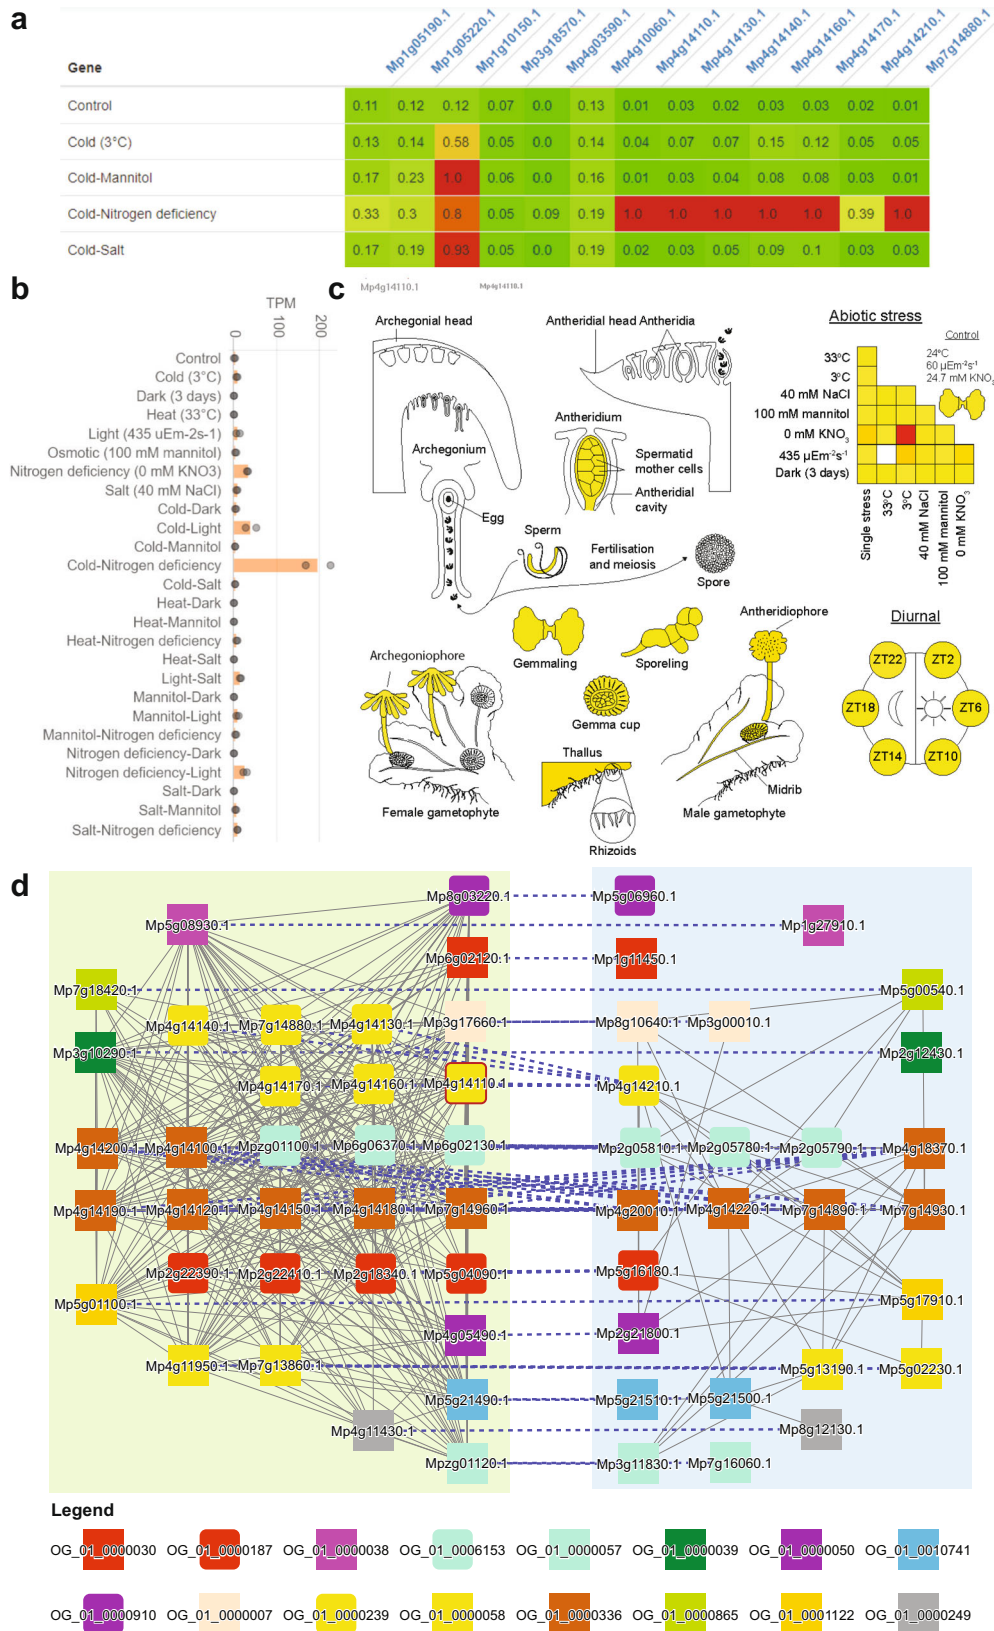 a
Gene Mp1g05190.1 Mp1g05220.1 Mp1g10150.1 Mp3g18570.1 Mp4g03590.1 Mp4g10060.1 Mp4g14110.1 Mp4g14130.1 Mp4g14140.1 Mp4g14160.1 Mp4g14170.1 Mp4g14210.1 Mp7g14880.1
Control 0.11 0.12 0.12 0.07 0.0 0.13 0.01 0.03 0.02 0.03 0.03 0.02 0.01
Cold (3°C) 0.13 0.14 0.58 0.05 0.0 0.14 0.04 0.07 0.07 0.15 0.12 0.05 0.05
Cold-Mannitol 0.17 0.23 1.0 0.06 0.0 0.16 0.01 0.03 0.04 0.08 0.08 0.03 0.01
Cold-Nitrogen deficiency 0.33 0.3 0.8 0.05 0.09 0.19 1.0 1.0 1.0 1.0 1.0 0.39 1.0
Cold-Salt 0.17 0.19 0.93 0.05 0.0 0.19 0.02 0.03 0.05 0.09 0.1 0.03 0.03
b
Mp4g14110.1
TPM
0 100 200
Control
Cold (3°C)
Dark (3 days)
Heat (33°C)
Light (435 uEm-2s-1)
Osmotic (100 mM mannitol)
Nitrogen deficiency (0 mM KNO3)
Salt (40 mM NaCl)
Cold-Dark
Cold-Light
Cold-Mannitol
Cold-Nitrogen deficiency
Cold-Salt
Heat-Dark
Heat-Mannitol
Heat-Nitrogen deficiency
Heat-Salt
Light-Salt
Mannitol-Dark
Mannitol-Light
Mannitol-Nitrogen deficiency
Nitrogen deficiency-Dark
Nitrogen deficiency-Light
Salt-Dark
Salt-Mannitol
Salt-Nitrogen deficiency
c
Mp4g14110.1
Archegonial head
Antheridial head Antheridia
Archegonium
Antheridium
Spermatid
mother cells
Antheridial
cavity
Egg
Sperm
Fertilisation
and meiosis
Spore
Gemmaling
Sporeling
Antheridiophore
Archegoniophore
Gemma cup
Thallus
Midrib
Female gametophyte
Male gametophyte
Rhizoids
Abiotic stress
Control
24°C
60 µEm⁻²s⁻¹
24.7 mM KNO₃
33°C
3°C
40 mM NaCl
100 mM mannitol
0 mM KNO₃
435 µEm⁻²s⁻¹
Dark (3 days)
Single stress
33°C
3°C
40 mM NaCl
100 mM mannitol
0 mM KNO₃
Diurnal
ZT22 ZT2
ZT18 ZT6
ZT14 ZT10
d
Mp8g03220.1 Mp5g06960.1
Mp5g08930.1 Mp1g27910.1
Mp6g02120.1 Mp1g11450.1
Mp7g18420.1 Mp5g00540.1
Mp4g14140.1 Mp7g14880.1 Mp4g14130.1 Mp3g17660.1 Mp8g10640.1 Mp3g00010.1
Mp3g10290.1 Mp2g12430.1
Mp4g14170.1 Mp4g14160.1 Mp4g14110.1 Mp4g14210.1
Mp4g14200.1 Mp4g14100.1 Mpzg01100.1 Mp6g06370.1 Mp6g02130.1 Mp2g05810.1 Mp2g05780.1 Mp2g05790.1 Mp4g18370.1
Mp4g14190.1 Mp4g14120.1 Mp4g14150.1 Mp4g14180.1 Mp7g14960.1 Mp4g20010.1 Mp4g14220.1 Mp7g14890.1 Mp7g14930.1
Mp2g22390.1 Mp2g22410.1 Mp2g18340.1 Mp5g04090.1 Mp5g16180.1
Mp5g01100.1 Mp5g17910.1
Mp4g05490.1 Mp2g21800.1
Mp4g11950.1 Mp7g13860.1 Mp5g13190.1 Mp5g02230.1
Mp5g21490.1 Mp5g21510.1 Mp5g21500.1
Mp4g11430.1 Mp8g12130.1
Mpzg01120.1 Mp3g11830.1 Mp7g16060.1
Legend
OG_01_0000030 OG_01_0000187 OG_01_0000038 OG_01_0006153 OG_01_0000057 OG_01_0000039 OG_01_0000050 OG_01_0010741
OG_01_0000910 OG_01_0000007 OG_01_0000239 OG_01_0000058 OG_01_0000336 OG_01_0000865 OG_01_0001122 OG_01_0000249